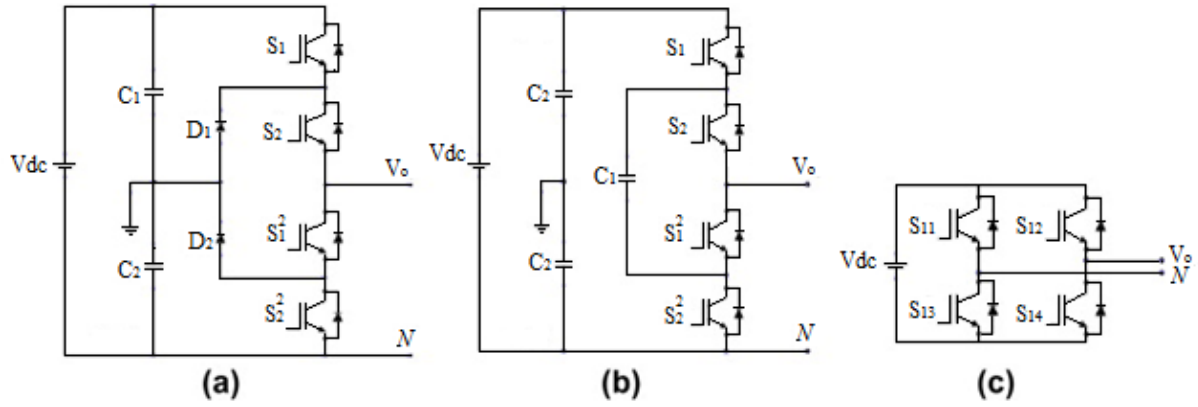 S1
C1
D1
S2
Vdc
Vo
S1^2
D2
C2
S2^2
N
(a)
S1
C2
S2
Vdc
C1
Vo
S1^2
C2
S2^2
N
(b)
S11
S12
Vdc
Vo
N
S13
S14
(c)